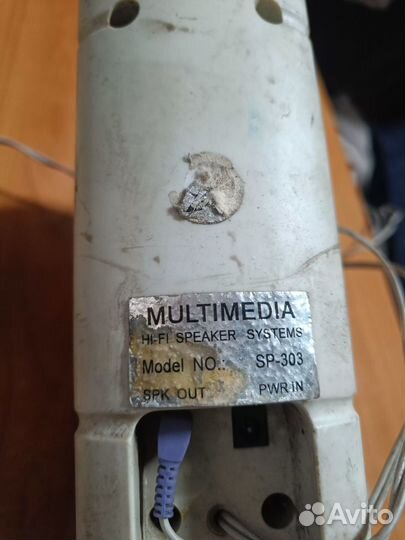 MULTIMEDIA
HI-FI SPEAKER SYSTEMS
Model NO.: SP-303
SPK OUT PWR IN
Avito